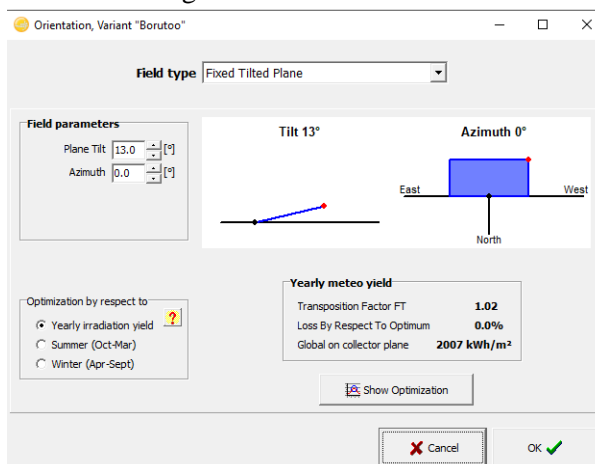 Orientation, Variant "Borutoo"
Field type Fixed Tilted Plane
Field parameters
Plane Tilt 13.0 [°]
Azimuth 0.0 [°]
Tilt 13°
Azimuth 0°
East
West
North
Optimization by respect to
Yearly irradiation yield
?
Summer (Oct-Mar)
Winter (Apr-Sept)
Yearly meteo yield
Transposition Factor FT 1.02
Loss By Respect To Optimum 0.0%
Global on collector plane 2007 kWh/m²
Show Optimization
Cancel
OK